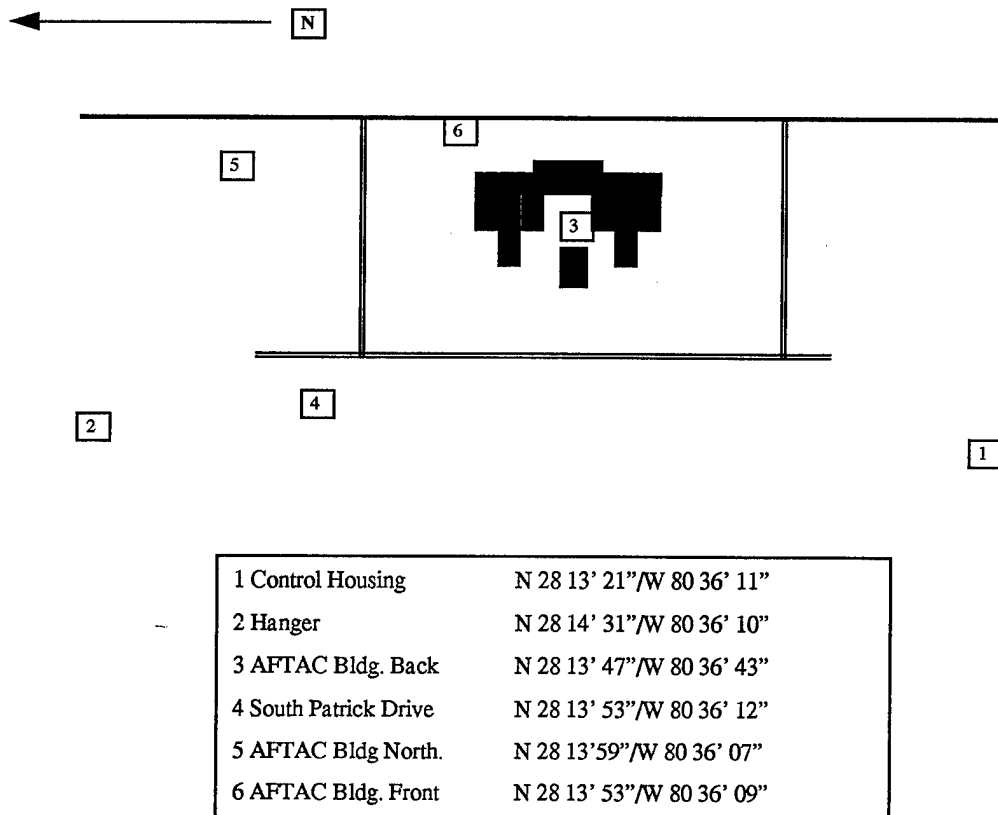 N
6
5
3
4
2
1
1 Control Housing N 28 13’ 21”/W 80 36’ 11”
2 Hanger N 28 14’ 31”/W 80 36’ 10”
3 AFTAC Bldg. Back N 28 13’ 47”/W 80 36’ 43”
4 South Patrick Drive N 28 13’ 53”/W 80 36’ 12”
5 AFTAC Bldg North. N 28 13’59”/W 80 36’ 07”
6 AFTAC Bldg. Front N 28 13’ 53”/W 80 36’ 09”